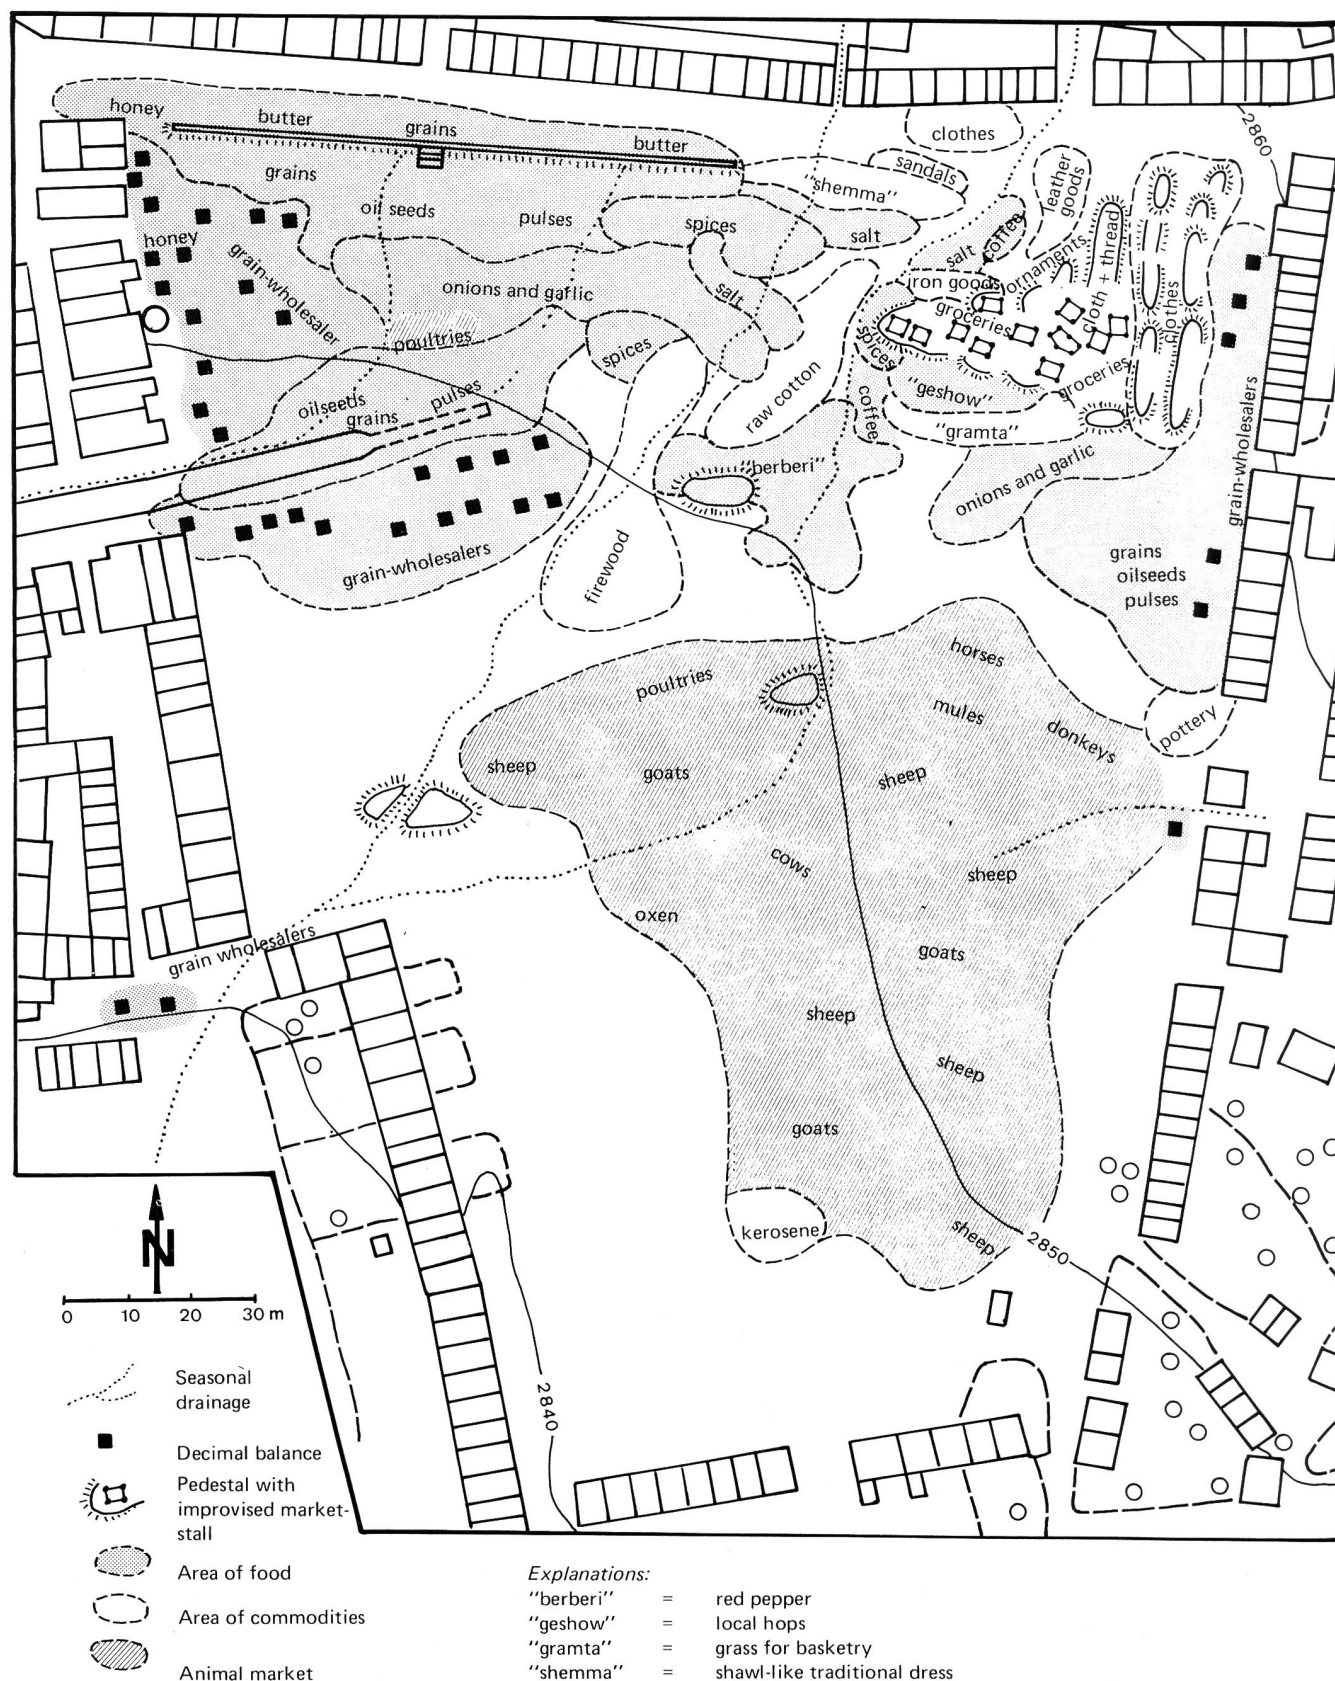 clothes
2860
honey
butter
grains
butter
sandals
leather
goods
grains
"shemma"
oil seeds
pulses
spices
salt
coffee
salt
honey
grain-wholesaler
ornaments
cloth + thread
clothes
iron goods
onions and garlic
salt
groceries
poultries
spices
spices
raw cotton
"geshow"
groceries
grain-wholesalers
oilseeds
grains
pulses
coffee
"gramta"
"berberi"
onions and garlic
grain-wholesalers
firewood
grains
oilseeds
pulses
horses
poultries
mules
donkeys
pottery
sheep
goats
sheep
cows
sheep
oxen
grain wholesalers
goats
sheep
sheep
goats
kerosene
sheep
2850
N
0 10 20 30 m
2840
Seasonal
drainage
Decimal balance
Pedestal with
improvised market-
stall
Area of food
Area of commodities
Animal market
Explanations:
"berberi" = red pepper
"geshow" = local hops
"gramta" = grass for basketry
"shemma" = shawl-like traditional dress